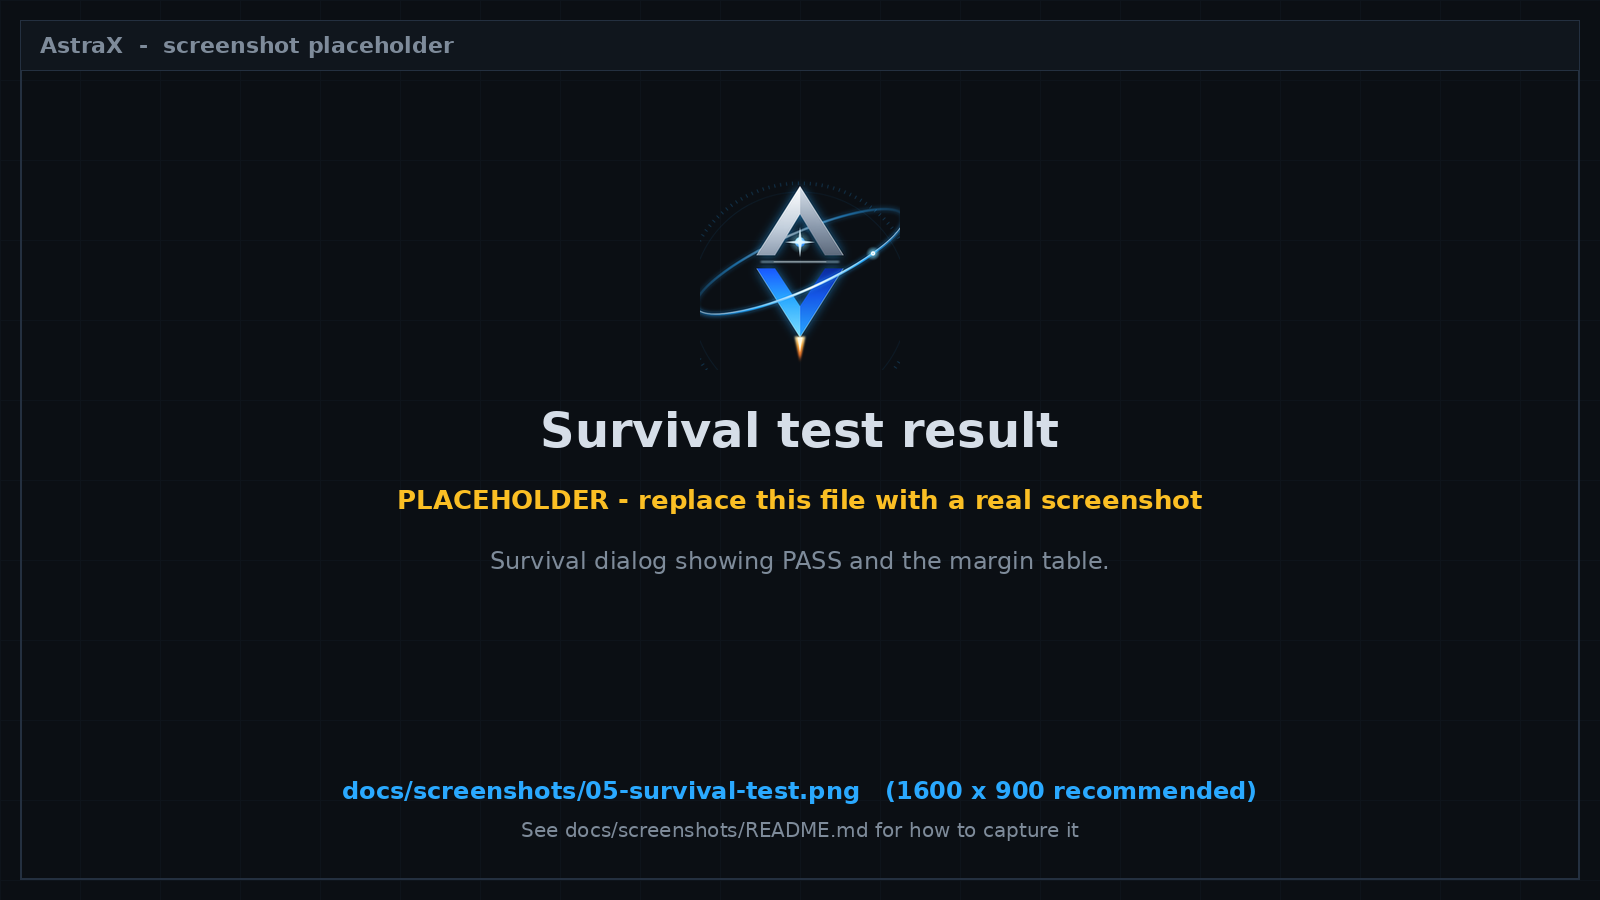 AstraX - screenshot placeholder
Survival test result
PLACEHOLDER - replace this file with a real screenshot
Survival dialog showing PASS and the margin table.
docs/screenshots/05-survival-test.png (1600 x 900 recommended)
See docs/screenshots/README.md for how to capture it